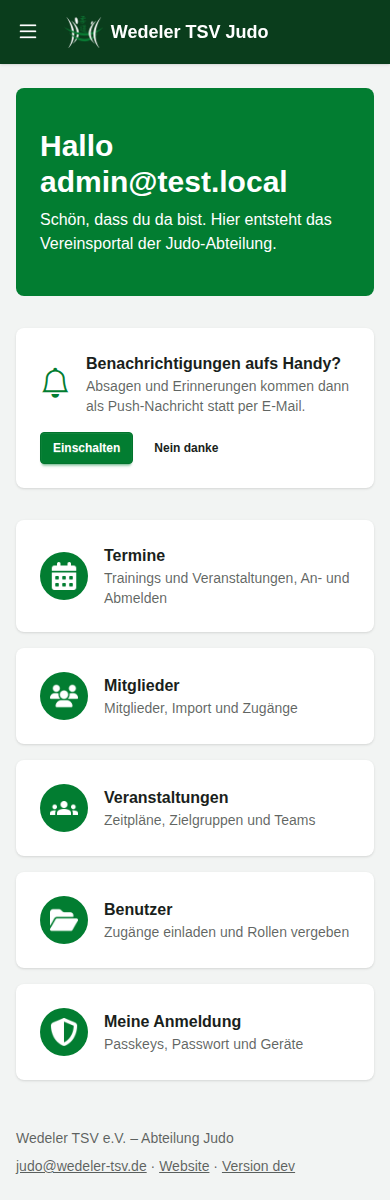 Wedeler TSV Judo
Hallo
admin@test.local
Schön, dass du da bist. Hier entsteht das
Vereinsportal der Judo-Abteilung.
Benachrichtigungen aufs Handy?
Absagen und Erinnerungen kommen dann
als Push-Nachricht statt per E-Mail.
Einschalten
Nein danke
Termine
Trainings und Veranstaltungen, An- und
Abmelden
Mitglieder
Mitglieder, Import und Zugänge
Veranstaltungen
Zeitpläne, Zielgruppen und Teams
Benutzer
Zugänge einladen und Rollen vergeben
Meine Anmeldung
Passkeys, Passwort und Geräte
Wedeler TSV e.V. – Abteilung Judo
judo@wedeler-tsv.de · Website · Version dev